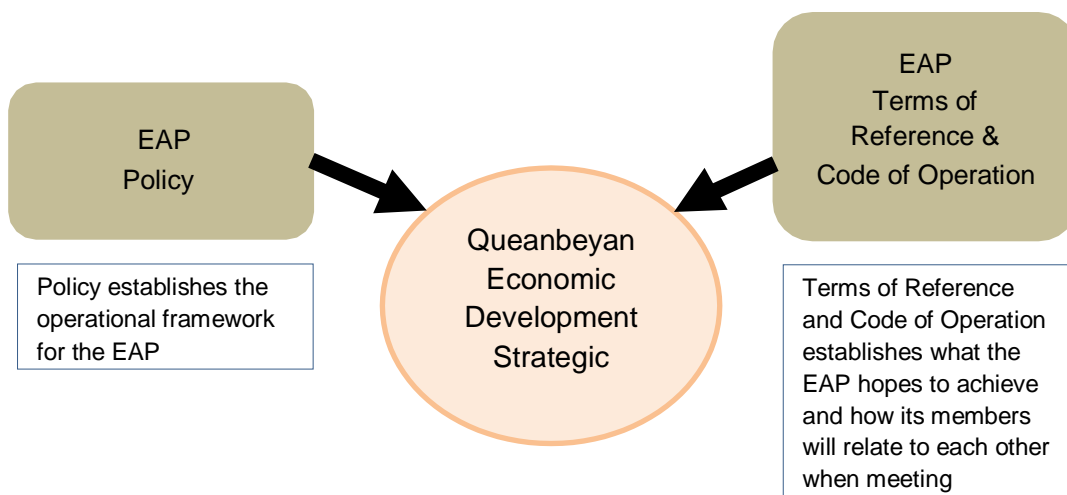 EAP
Policy
EAP
Terms of
Reference &
Code of Operation
Queanbeyan
Economic
Development
Strategic
Policy establishes the
operational framework
for the EAP
Terms of Reference
and Code of Operation
establishes what the
EAP hopes to achieve
and how its members
will relate to each other
when meeting